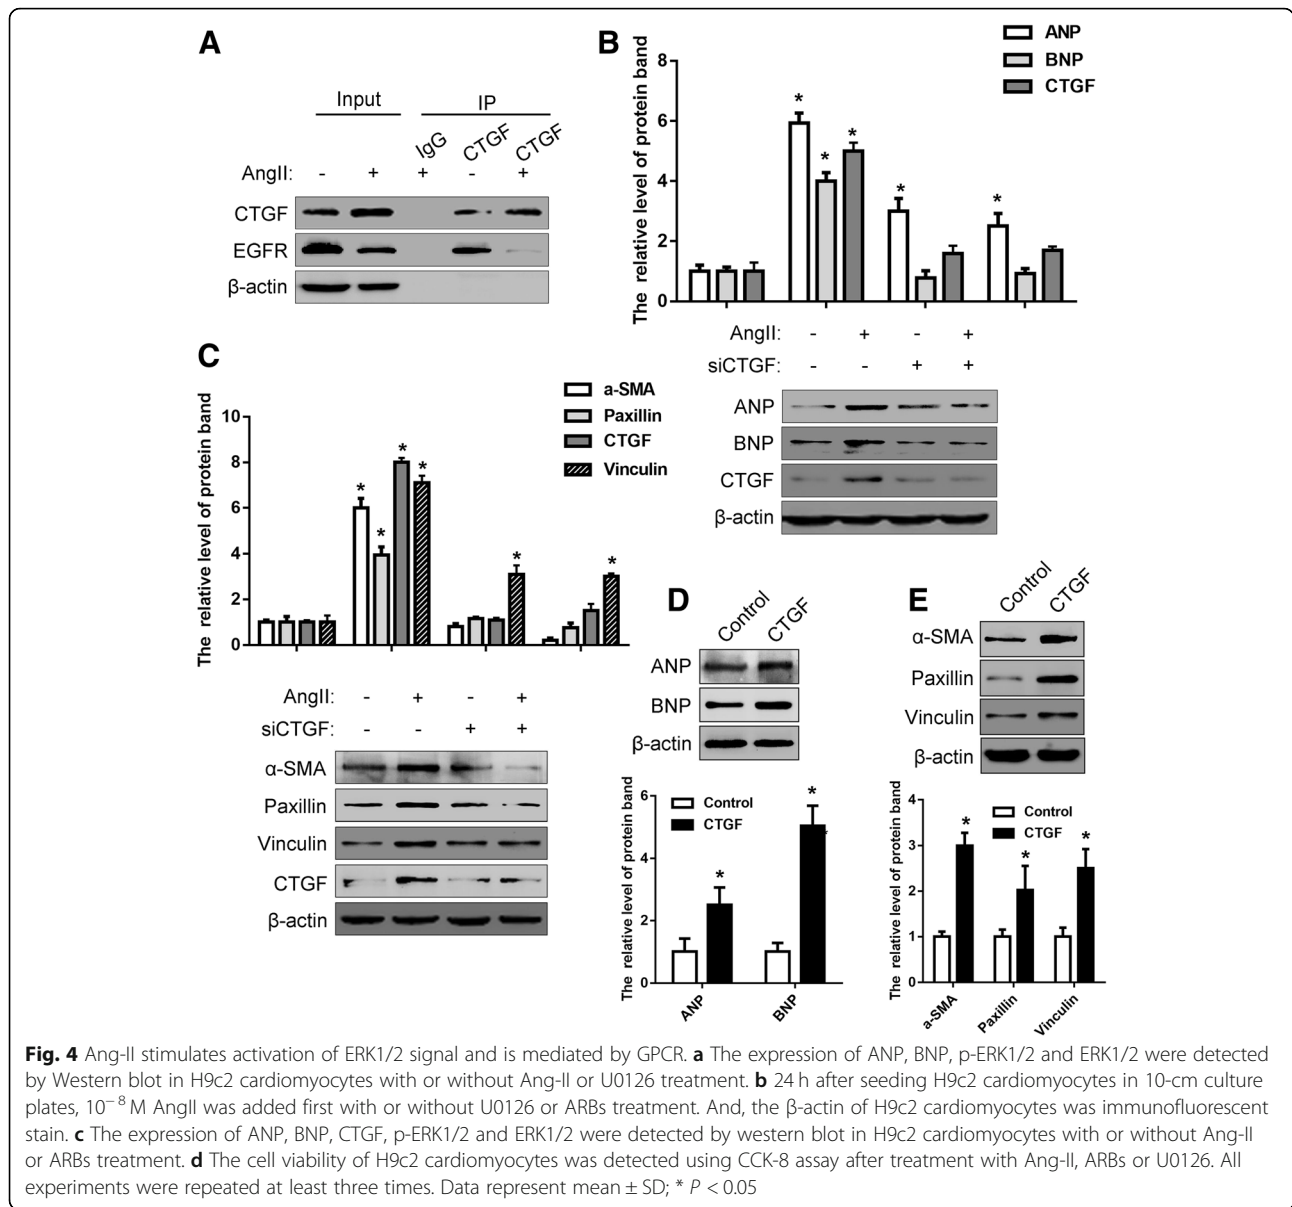 A
Input IP
IgG CTGF CTGF
AngII: - + + - +
CTGF
EGFR
β-actin
B
ANP
BNP
CTGF
The relative level of protein band
8
6
4
2
0
* * * * *
AngII: - + - +
siCTGF: - - + +
ANP
BNP
CTGF
β-actin
C
a-SMA
Paxillin
CTGF
Vinculin
The relative level of protein band
10
8
6
4
2
0
* * * * * *
AngII: - + - +
siCTGF: - - + +
α-SMA
Paxillin
Vinculin
CTGF
β-actin
D
Control CTGF
ANP
BNP
β-actin
The relative level of protein band
6
4
2
0
Control
CTGF
* *
ANP BNP
E
Control CTGF
α-SMA
Paxillin
Vinculin
β-actin
The relative level of protein band
4
3
2
1
0
Control
CTGF
* * *
a-SMA Paxillin Vinculin
Fig. 4 Ang-II stimulates activation of ERK1/2 signal and is mediated by GPCR. a The expression of ANP, BNP, p-ERK1/2 and ERK1/2 were detected
by Western blot in H9c2 cardiomyocytes with or without Ang-II or U0126 treatment. b 24 h after seeding H9c2 cardiomyocytes in 10-cm culture
plates, 10⁻⁸ M AngII was added first with or without U0126 or ARBs treatment. And, the β-actin of H9c2 cardiomyocytes was immunofluorescent
stain. c The expression of ANP, BNP, CTGF, p-ERK1/2 and ERK1/2 were detected by western blot in H9c2 cardiomyocytes with or without Ang-II
or ARBs treatment. d The cell viability of H9c2 cardiomyocytes was detected using CCK-8 assay after treatment with Ang-II, ARBs or U0126. All
experiments were repeated at least three times. Data represent mean ± SD; * P < 0.05